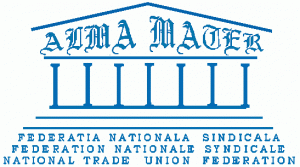 ALMA MATER
FEDERATIA NATIONALA SINDICALA
FEDERATION NATIONALE SYNDICALE
NATIONAL TRADE UNION FEDERATION